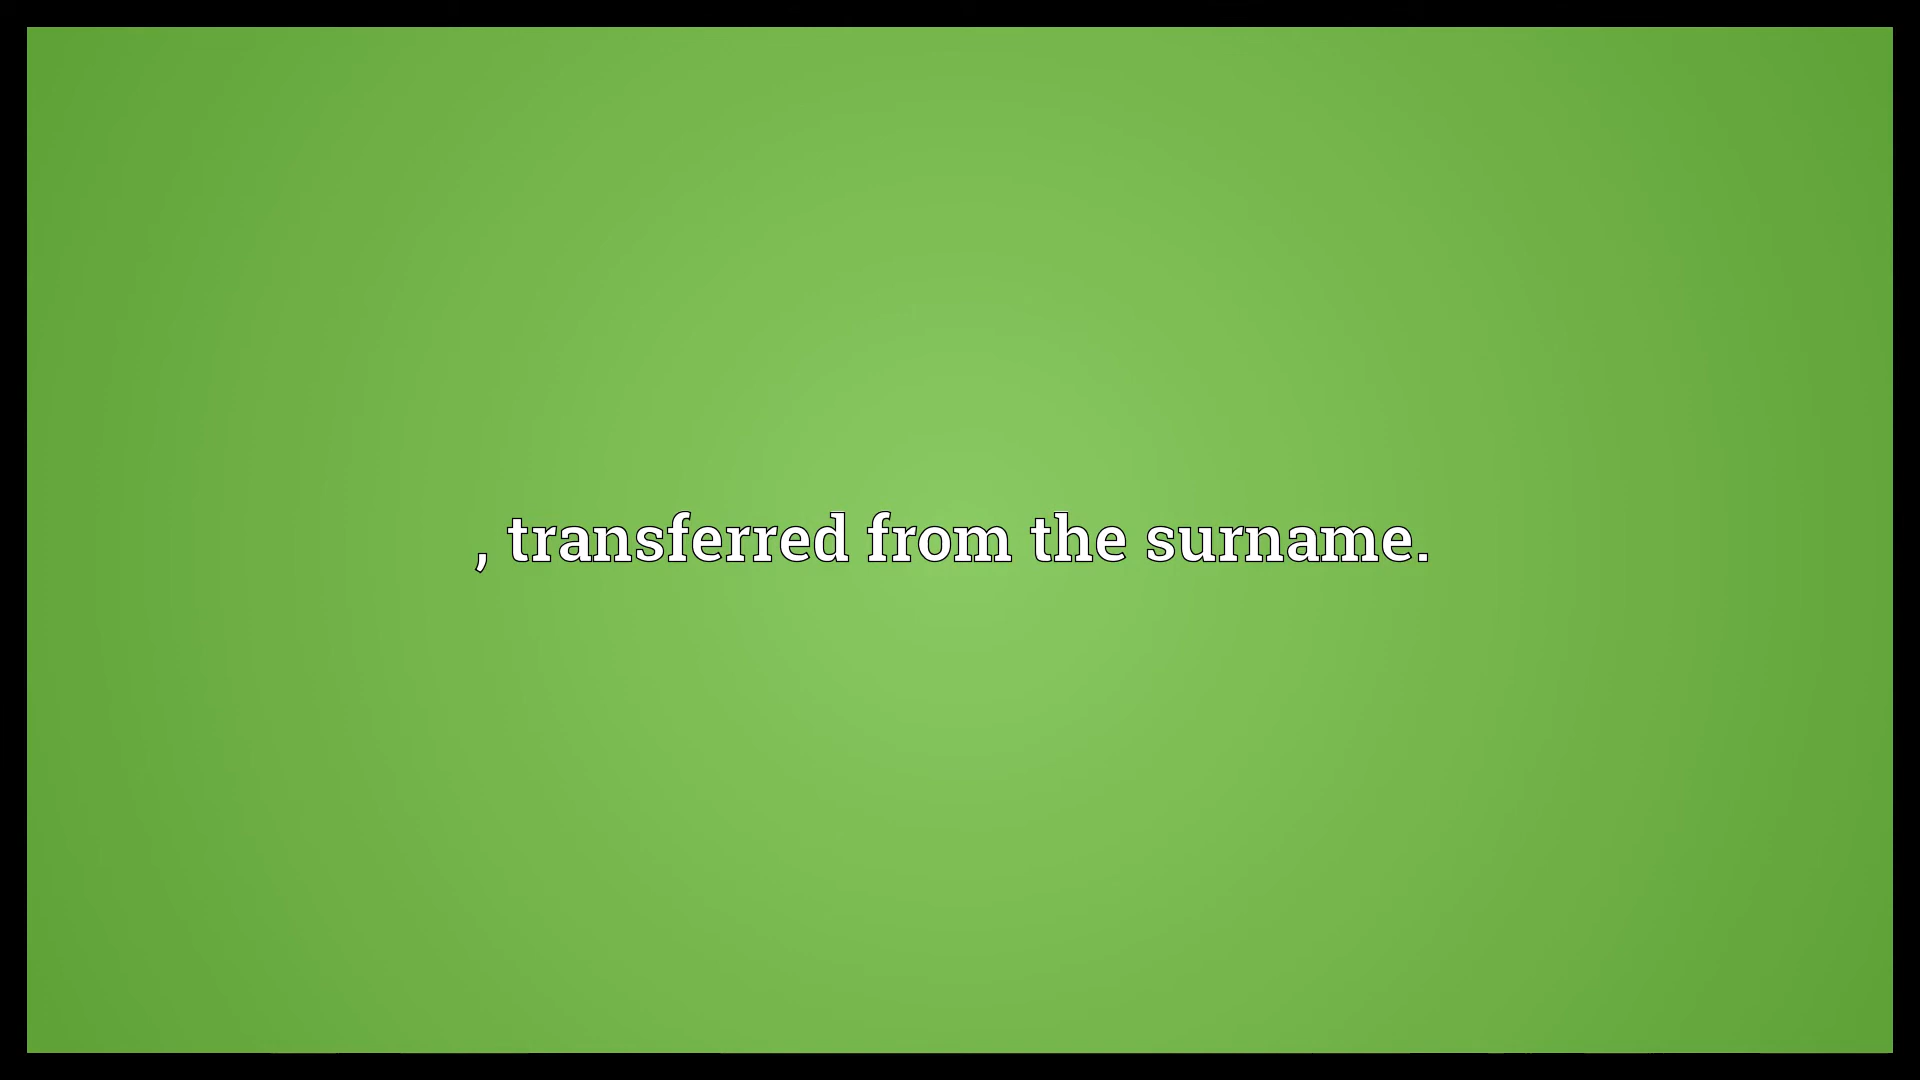 , transferred from the surname.